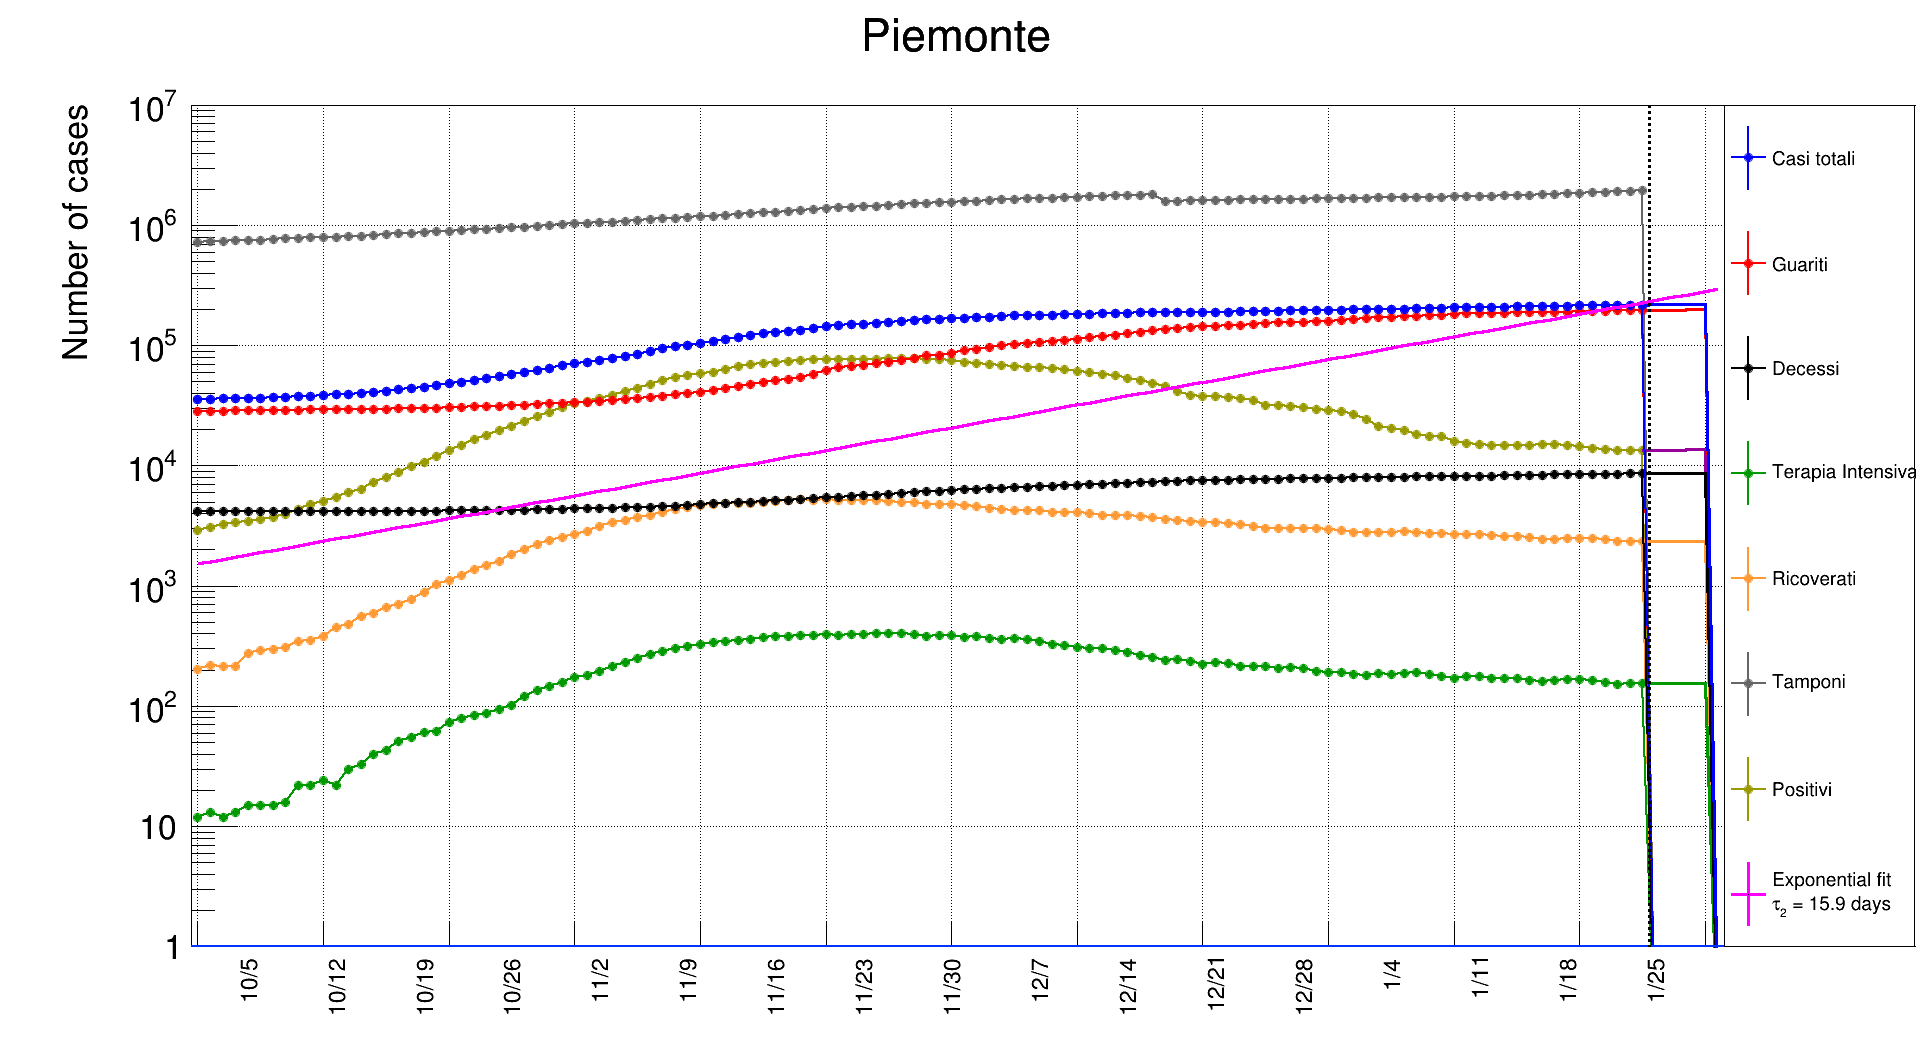 Piemonte
Number of cases
10^7
10^6
10^5
10^4
10^3
10^2
10
1
10/5
10/12
10/19
10/26
11/2
11/9
11/16
11/23
11/30
12/7
12/14
12/21
12/28
1/4
1/11
1/18
1/25
Casi totali
Guariti
Decessi
Terapia Intensiva
Ricoverati
Tamponi
Positivi
Exponential fit
τ₂ = 15.9 days